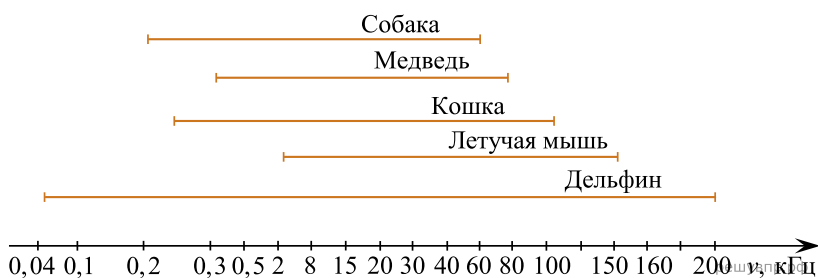 Собака
Медведь
Кошка
Летучая мышь
Дельфин
0,04 0,1 0,2 0,3 0,5 2 8 15 20 30 40 60 80 100 150 160 200 ν, кГц